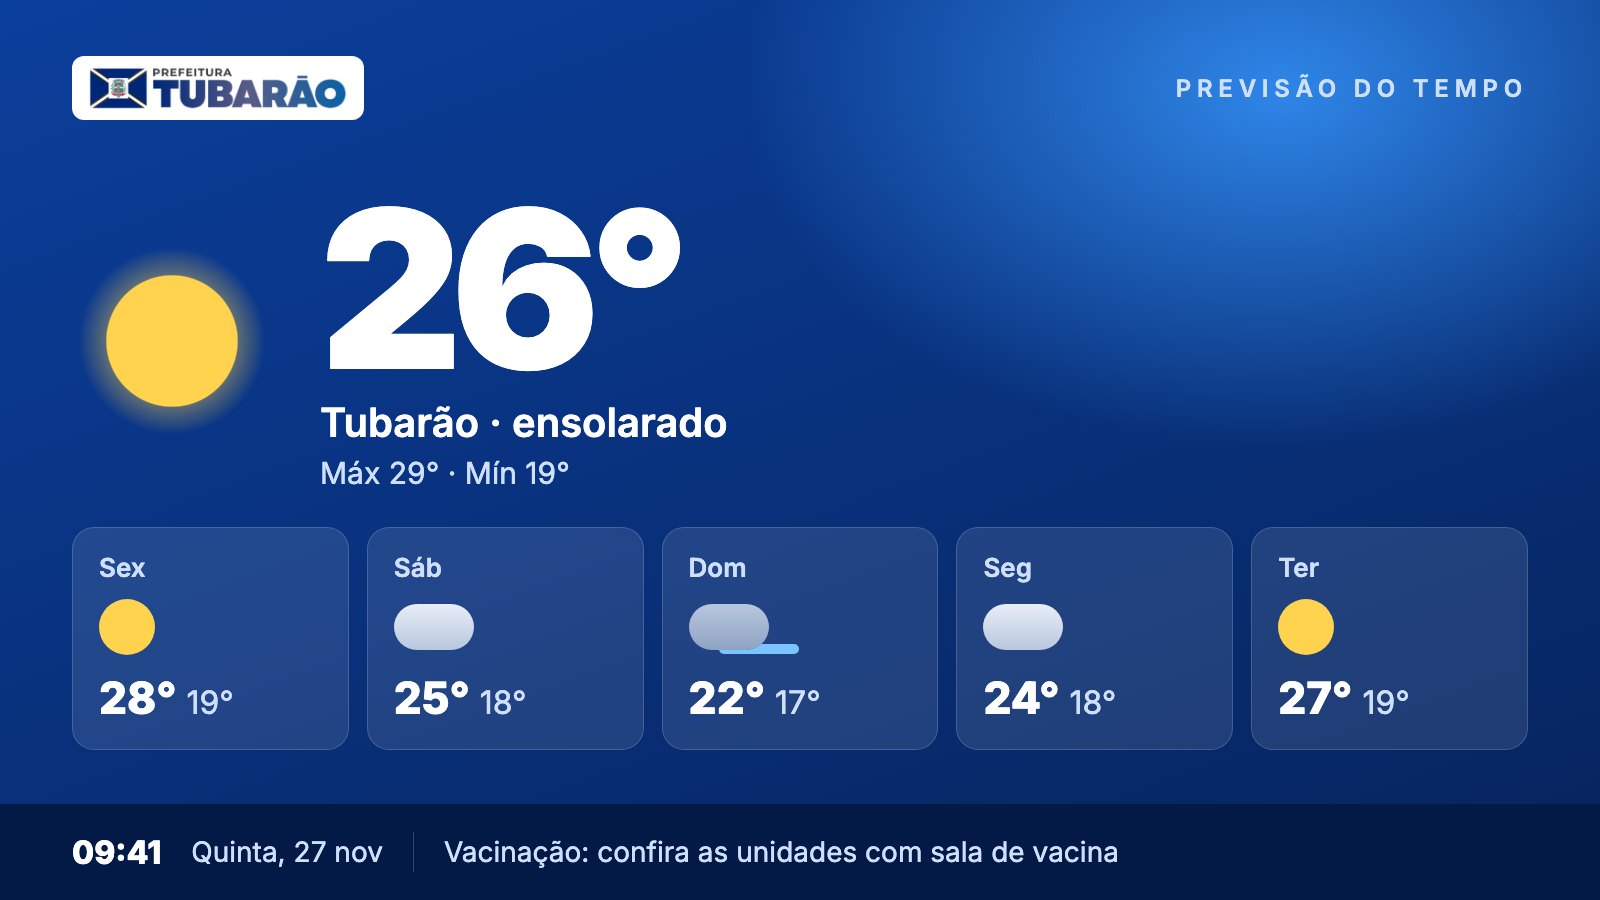 PREFEITURA
TUBARÃO
PREVISÃO DO TEMPO
26°
Tubarão · ensolarado
Máx 29° · Mín 19°
Sex
28° 19°
Sáb
25° 18°
Dom
22° 17°
Seg
24° 18°
Ter
27° 19°
09:41 Quinta, 27 nov Vacinação: confira as unidades com sala de vacina